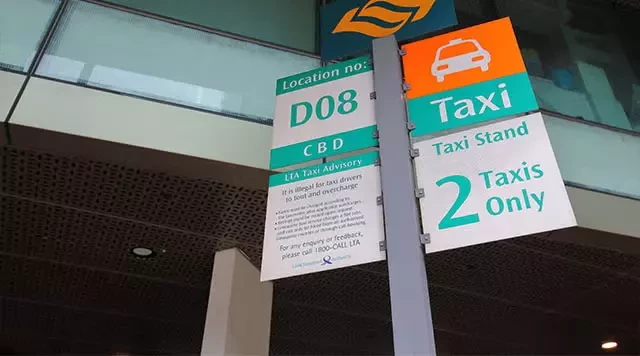 Location no:
D08
CBD
LTA Taxi Advisory
It is illegal for taxi drivers
to tout and overcharge
For any enquiry or feedback,
please call 1800-CALL LTA
Taxi
Taxi Stand
2 Taxis
Only